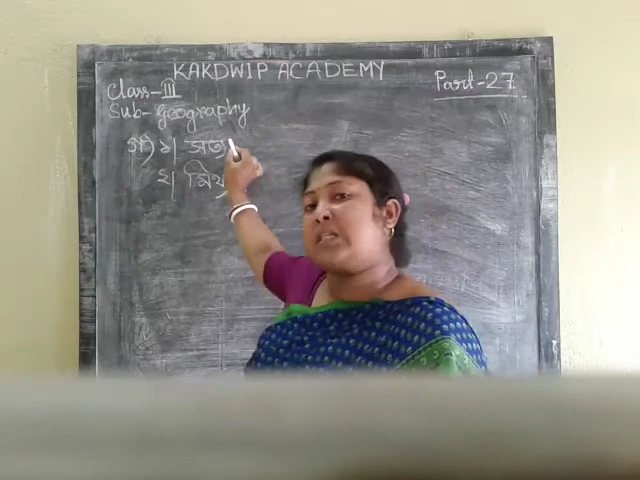 KAKDWIP ACADEMY
Part-27
Class-III
Sub-Geography
গ) ১| সত্য
২| মিথ্যা